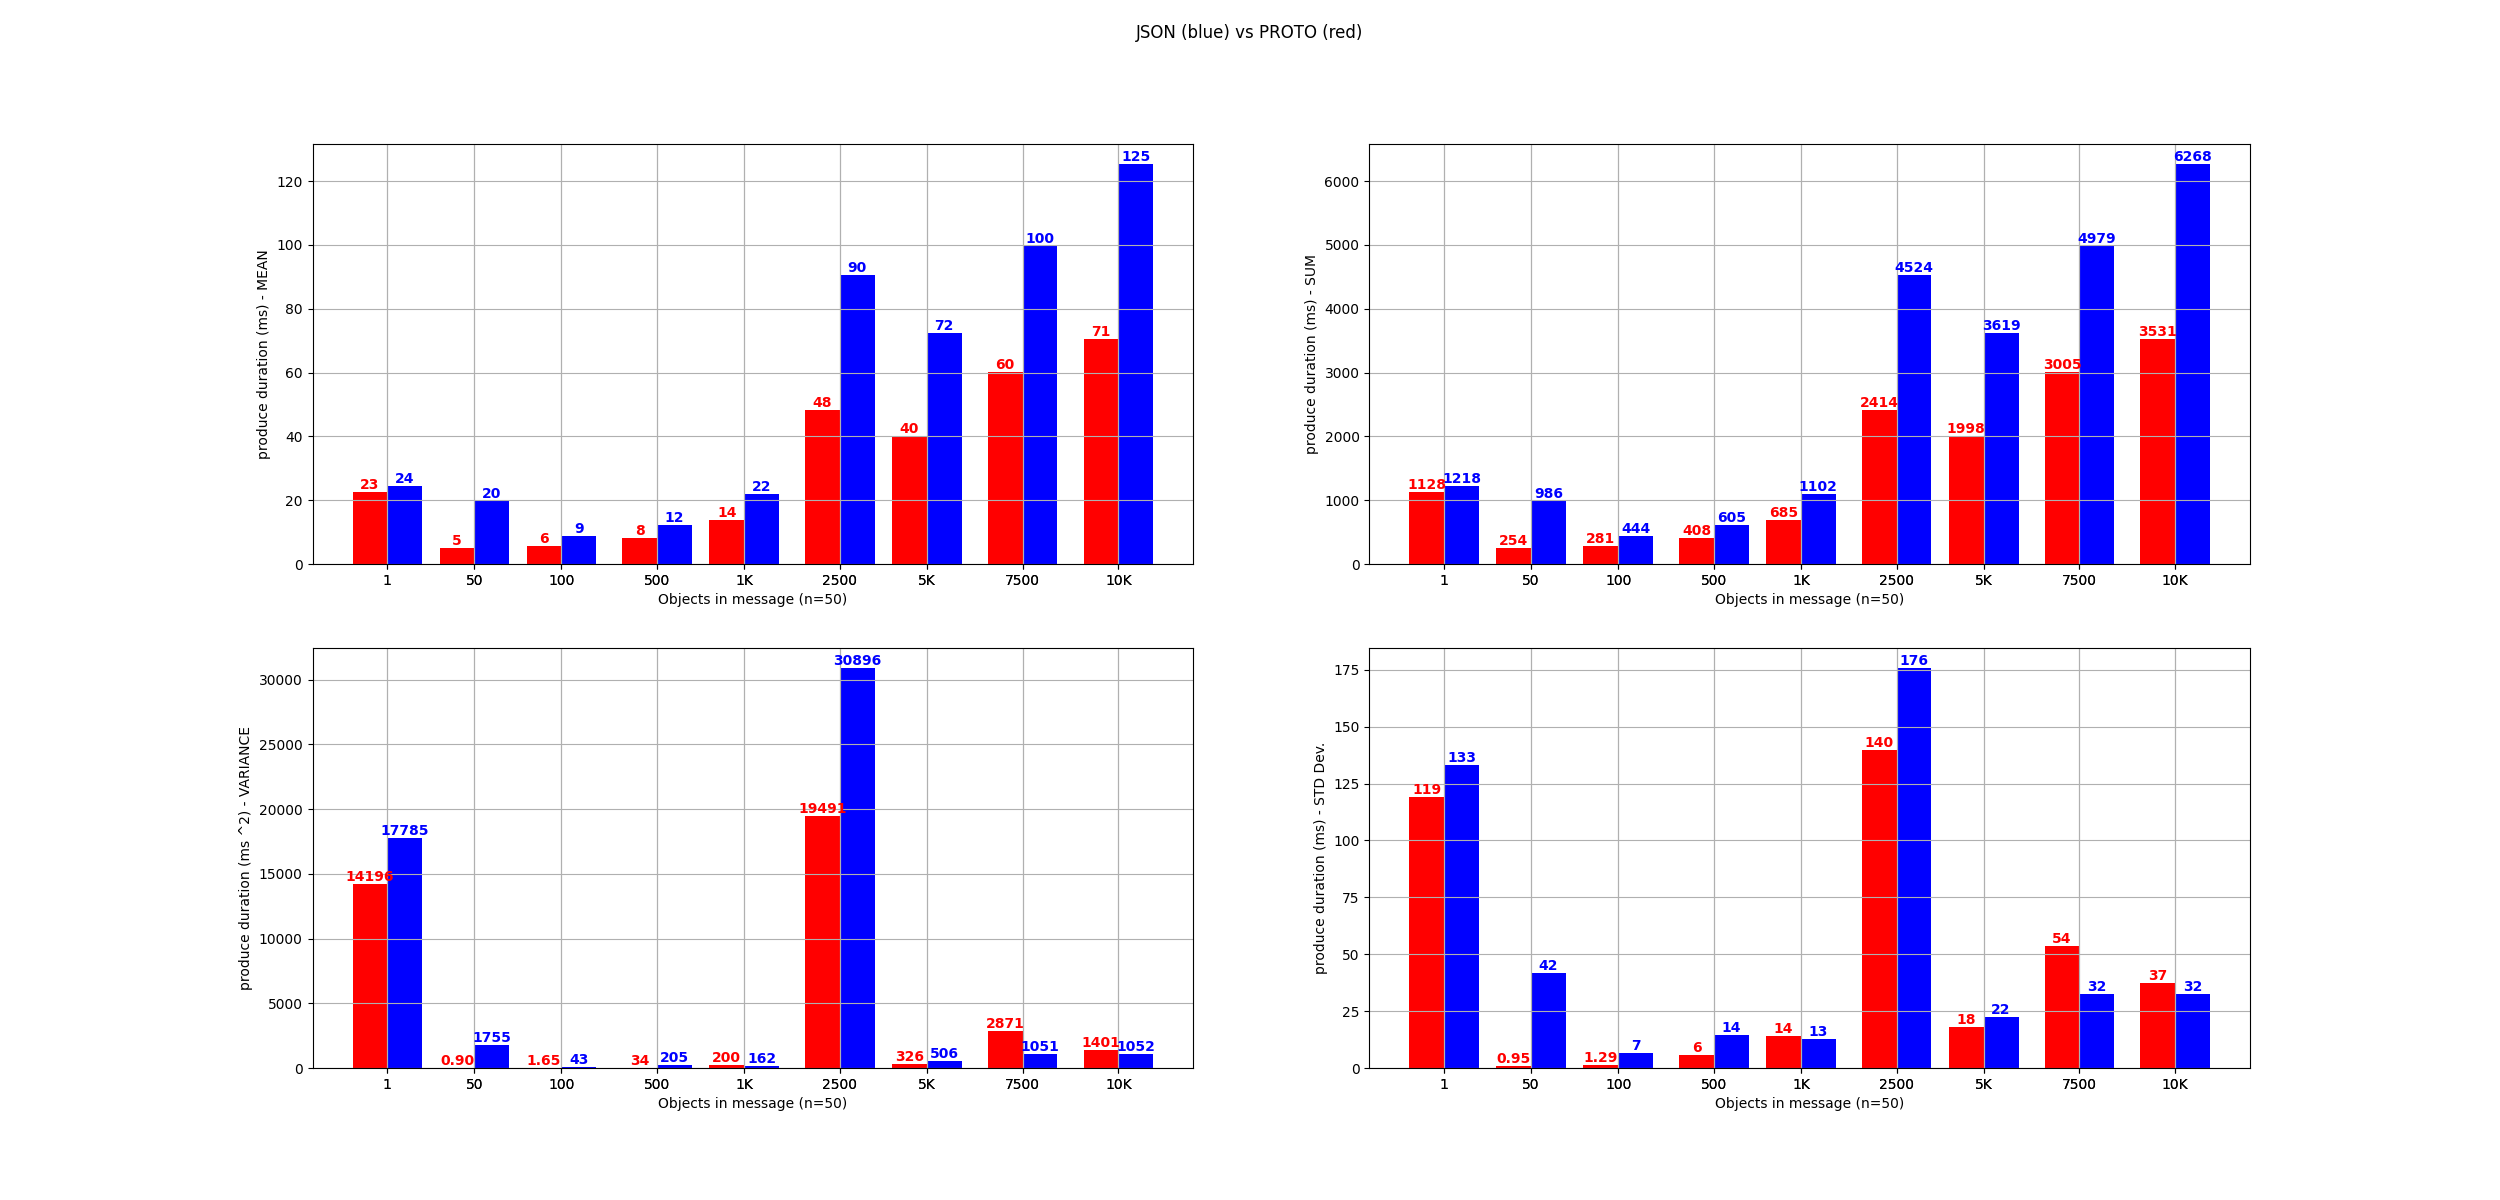 JSON (blue) vs PROTO (red)
produce duration (ms) - MEAN
120
100
80
60
40
20
0
23 24 5 20 6 9 8 12 14 22 48 90 40 72 60 100 71 125
1 50 100 500 1K 2500 5K 7500 10K
Objects in message (n=50)
produce duration (ms) - SUM
6000
5000
4000
3000
2000
1000
0
1128 1218 254 986 281 444 408 605 685 1102 2414 4524 1998 3619 3005 4979 3531 6268
1 50 100 500 1K 2500 5K 7500 10K
Objects in message (n=50)
produce duration (ms ^2) - VARIANCE
30000
25000
20000
15000
10000
5000
0
14196 17785 0.90 1755 1.65 43 34 205 200 162 19491 30896 326 506 2871 1051 1401 1052
1 50 100 500 1K 2500 5K 7500 10K
Objects in message (n=50)
produce duration (ms) - STD Dev.
175
150
125
100
75
50
25
0
119 133 0.95 42 1.29 7 6 14 14 13 140 176 18 22 54 32 37 32
1 50 100 500 1K 2500 5K 7500 10K
Objects in message (n=50)